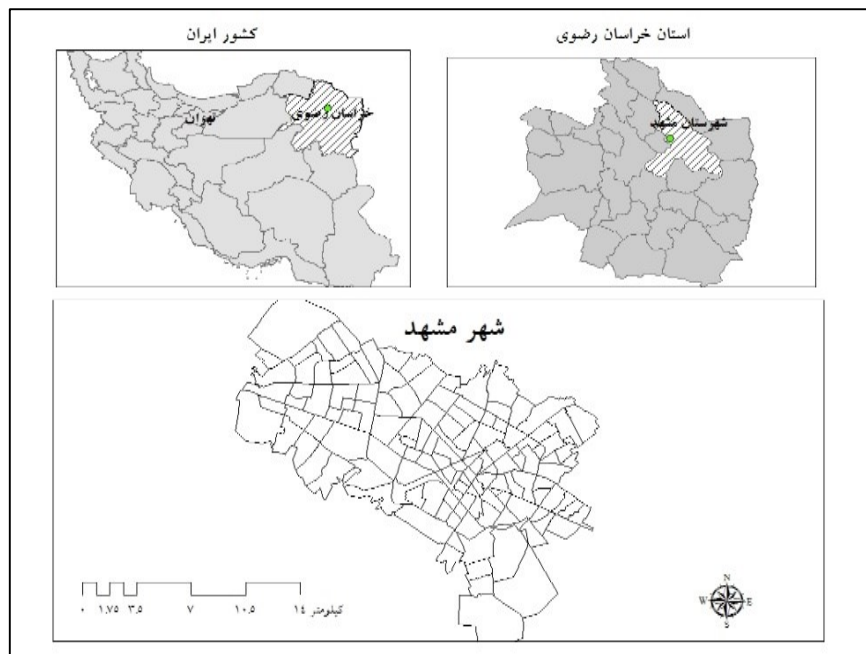 استان خراسان رضوی
کشور ایران
شهرستان مشهد
خراسان رضوی
تهران
شهر مشهد
۰ ۱.۷۵ ۳.۵ ۷ ۱۰.۵ ۱۴ کیلومتر
N
W E
S